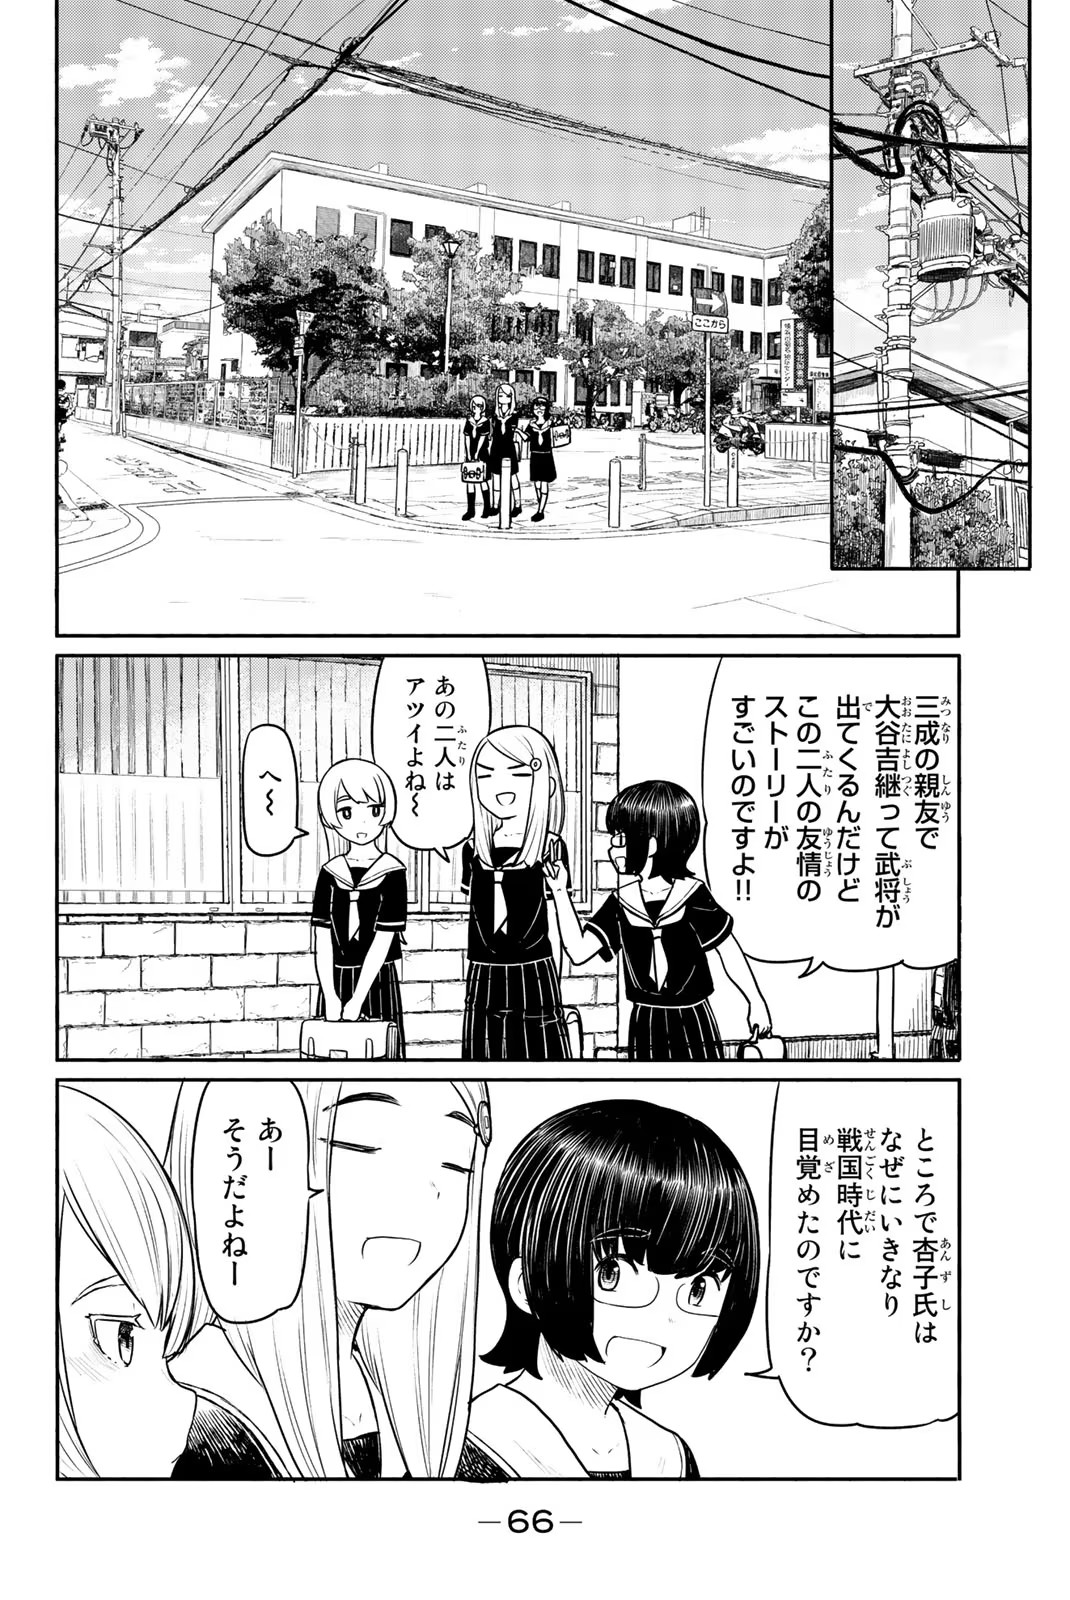 ここから
三成の親友で
大谷吉継って武将が
出てくるんだけど
この二人の友情の
ストーリーが
すごいのですよ!!
あの二人は
アツイよね〜
へ〜
ところで杏子氏は
なぜにいきなり
戦国時代に
目覚めたのですか？
あー
そうだよねー
—66—